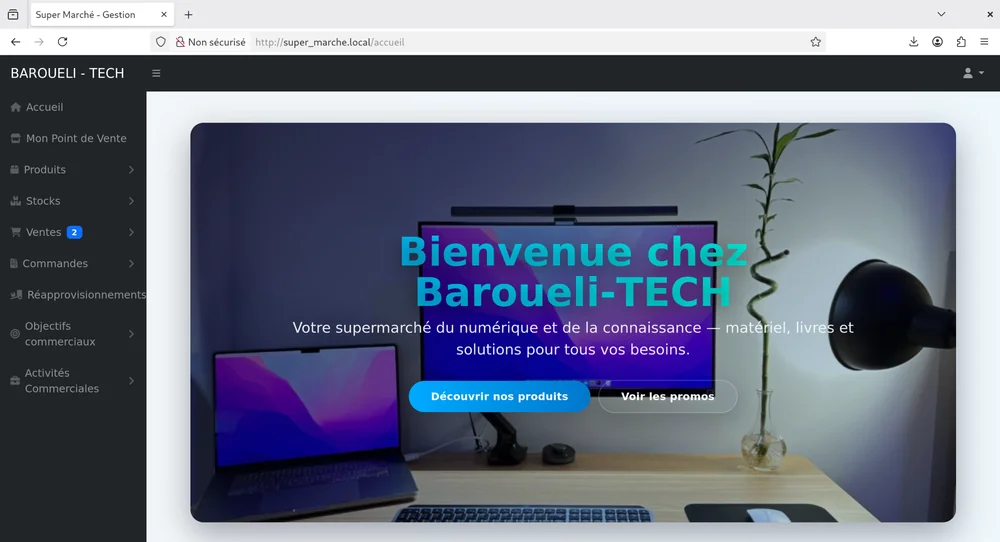 Super Marché - Gestion
Non sécurisé
http://super_marche.local/accueil
BAROUELI - TECH
Accueil
Mon Point de Vente
Produits
Stocks
Ventes 2
Commandes
Réapprovisionnements
Objectifs
commerciaux
Activités
Commerciales
Bienvenue chez
Baroueli-TECH
Votre supermarché du numérique et de la connaissance — matériel, livres et
solutions pour tous vos besoins.
Découvrir nos produits
Voir les promos